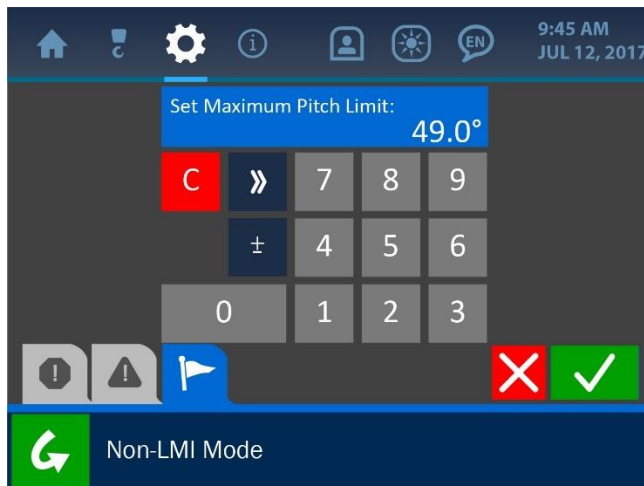 EN
9:45 AM
JUL 12, 2017
Set Maximum Pitch Limit:
49.0°
C » 7 8 9
± 4 5 6
0 1 2 3
Non-LMI Mode